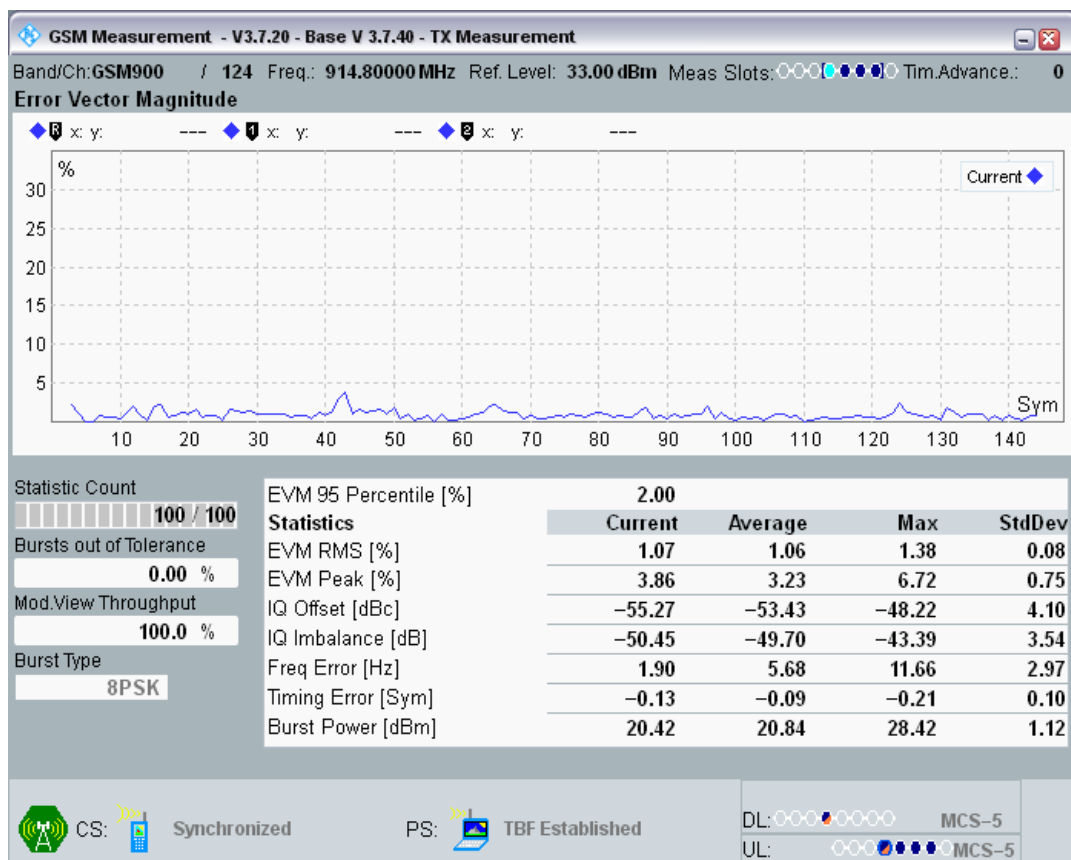 GSM Measurement - V3.7.20 - Base V 3.7.40 - TX Measurement
Band/Ch:GSM900 / 124 Freq.: 914.80000 MHz Ref. Level: 33.00 dBm Meas Slots: Tim.Advance.: 0
Error Vector Magnitude
R x: y: --- 1 x: y: --- 2 x: y: ---
%
Current
30
25
20
15
10
5
Sym
10 20 30 40 50 60 70 80 90 100 110 120 130 140
Statistic Count
100 / 100
Bursts out of Tolerance
0.00 %
Mod.View Throughput
100.0 %
Burst Type
8PSK
EVM 95 Percentile [%] 2.00
Statistics Current Average Max StdDev
EVM RMS [%] 1.07 1.06 1.38 0.08
EVM Peak [%] 3.86 3.23 6.72 0.75
IQ Offset [dBc] −55.27 −53.43 −48.22 4.10
IQ Imbalance [dB] −50.45 −49.70 −43.39 3.54
Freq Error [Hz] 1.90 5.68 11.66 2.97
Timing Error [Sym] −0.13 −0.09 −0.21 0.10
Burst Power [dBm] 20.42 20.84 28.42 1.12
CS: Synchronized PS: TBF Established
DL: MCS−5
UL: MCS−5